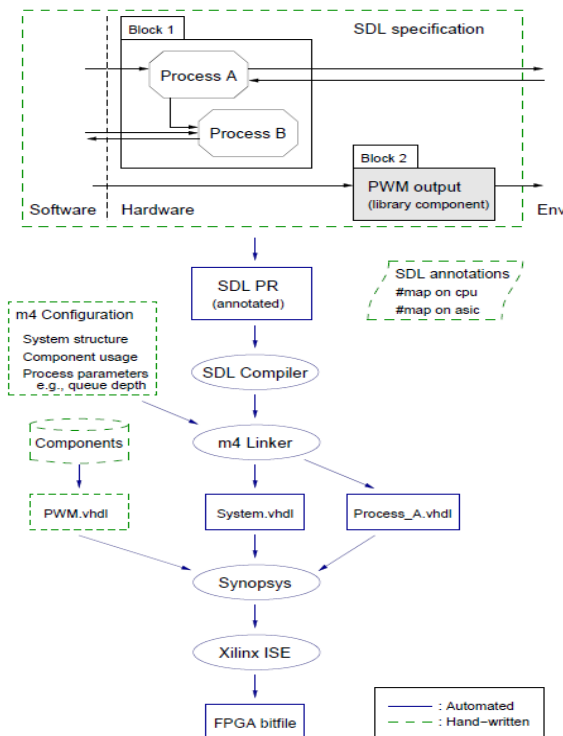 Block 1
SDL specification
Process A
Process B
Block 2
PWM output
(library component)
Software
Hardware
Env
SDL PR
(annotated)
SDL annotations
#map on cpu
#map on asic
m4 Configuration
System structure
Component usage
Process parameters
e.g., queue depth
SDL Compiler
Components
m4 Linker
PWM.vhdl
System.vhdl
Process_A.vhdl
Synopsys
Xilinx ISE
FPGA bitfile
: Automated
: Hand-written